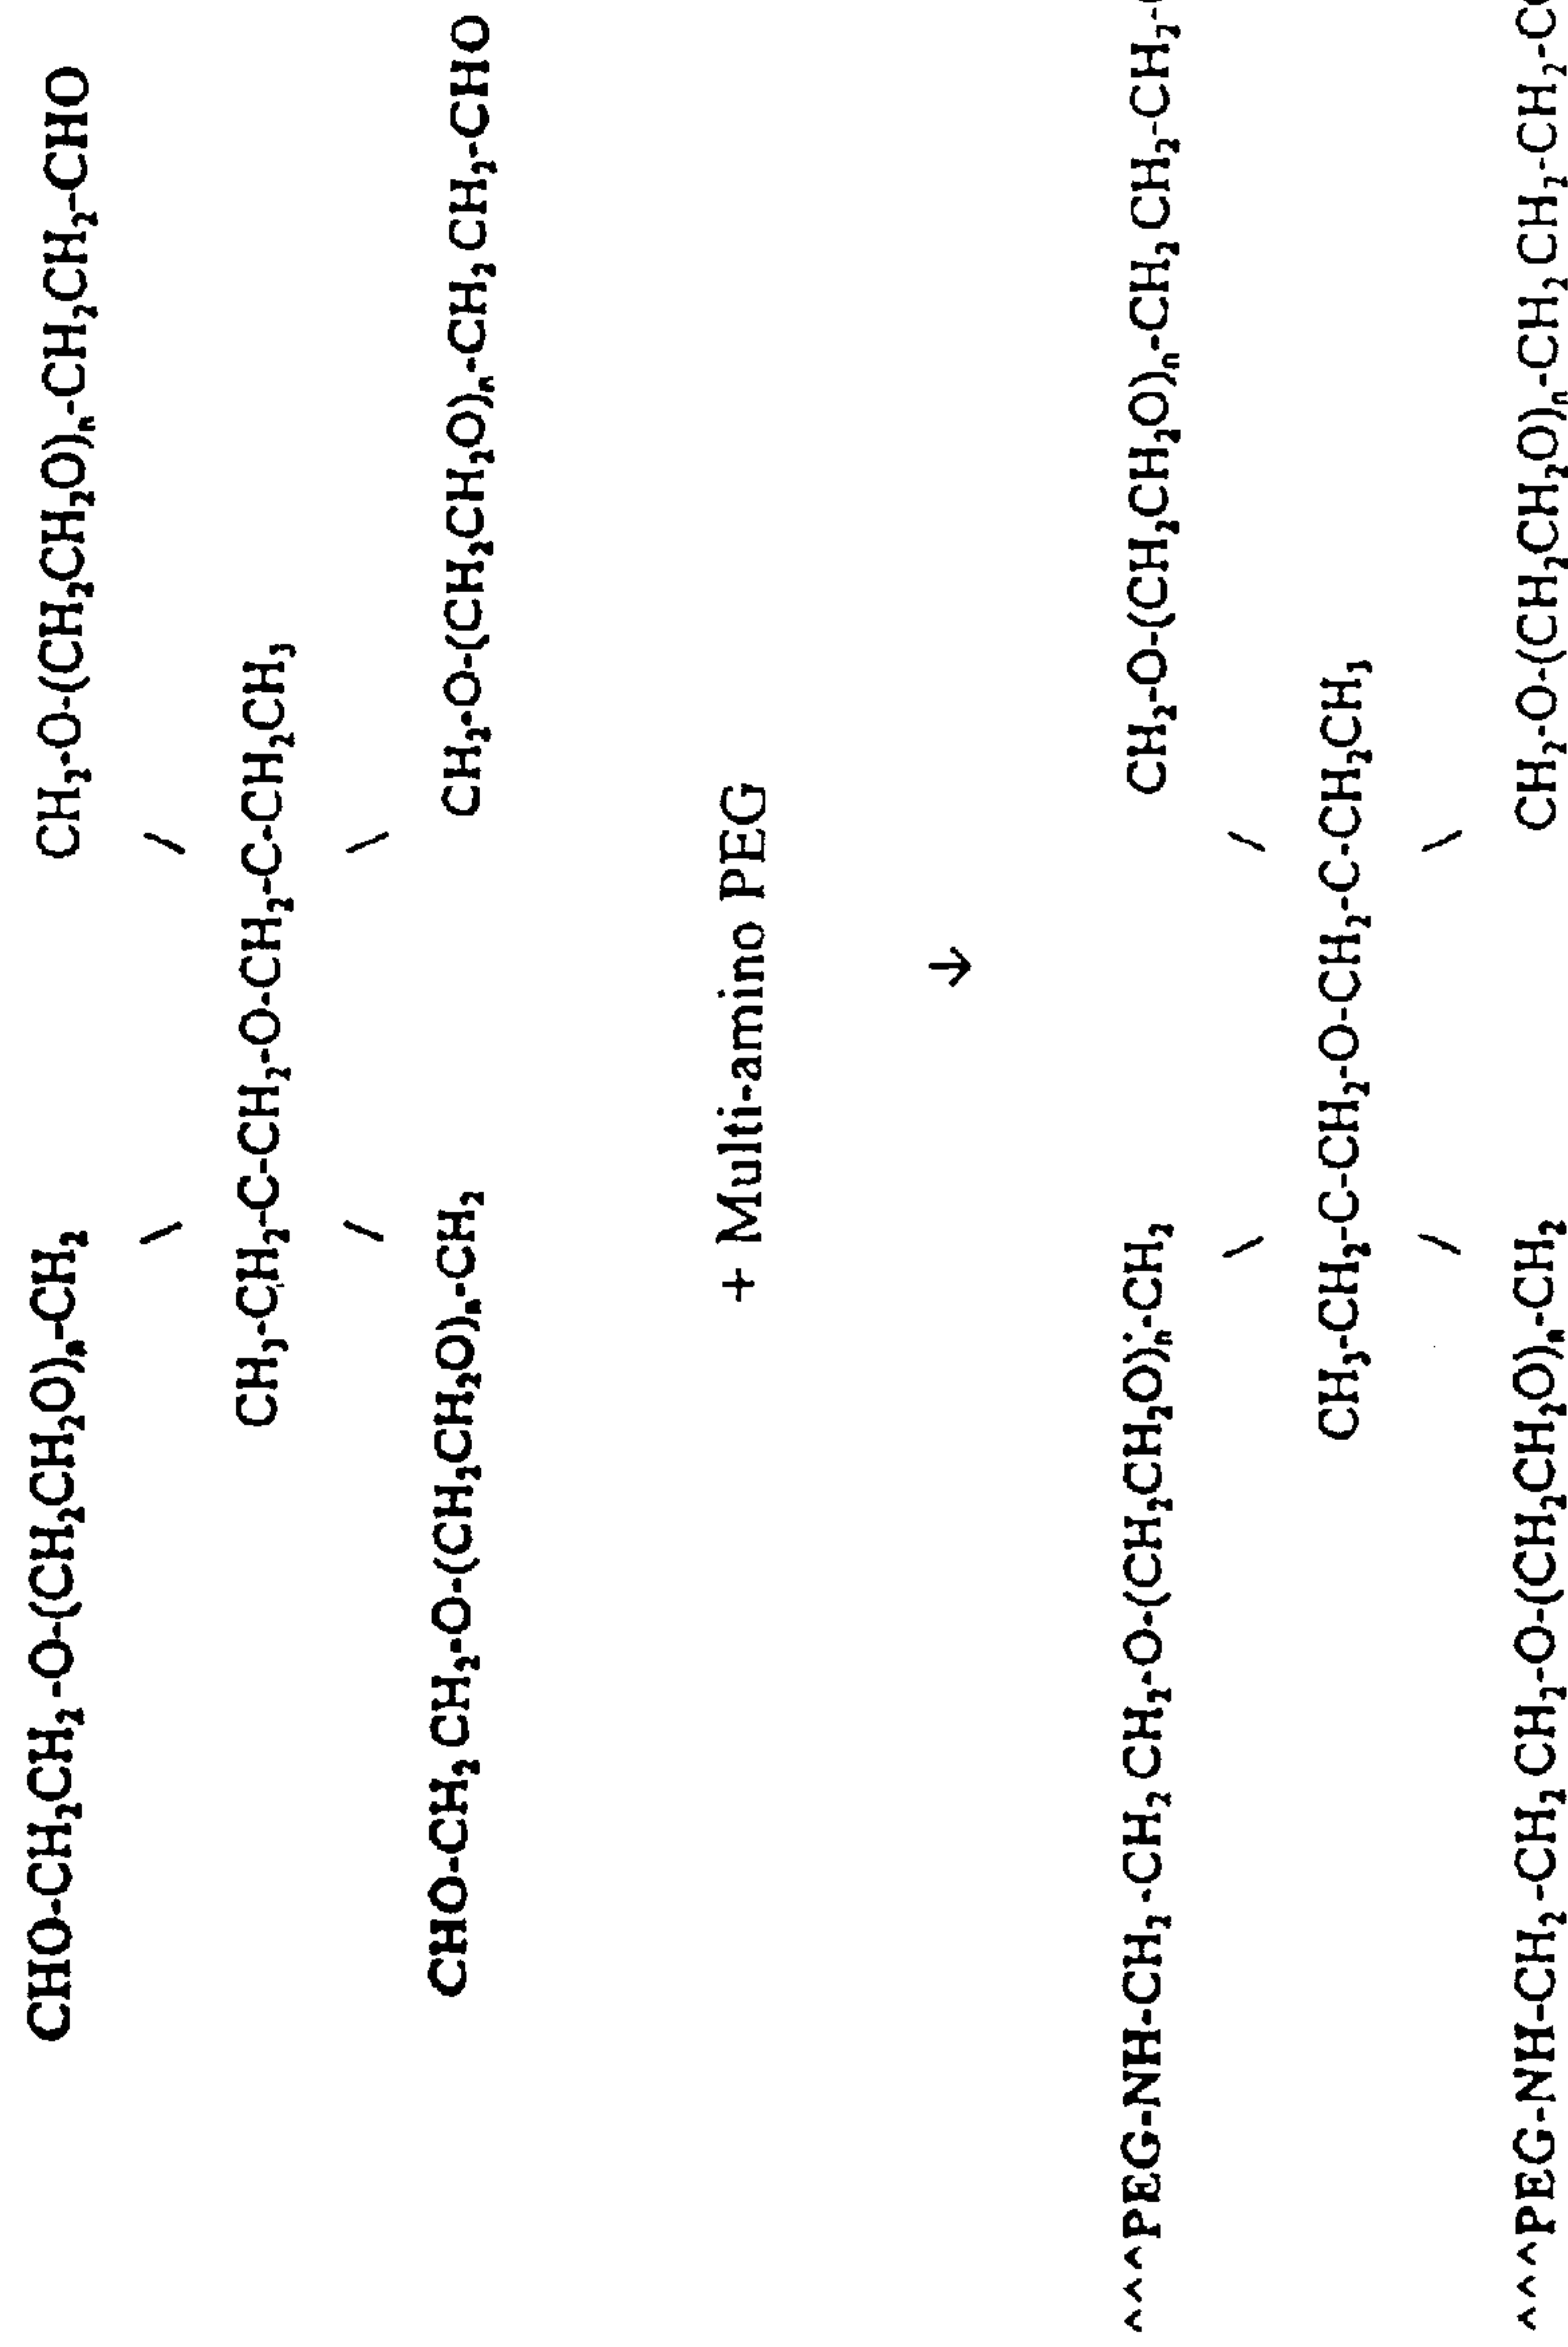 CHO-CH₂CH₂-O-(CH₂CH₂O)ₙ-CH₂ CH₂-O-(CH₂CH₂O)ₙ-CH₂CH₂-CHO
CH₃-CH₂-C-CH₂-O-CH₂-C-CH₂CH₃
CHO-CH₂CH₂-O-(CH₂CH₂O)ₙ-CH₂ CH₂-O-(CH₂CH₂O)ₙ-CH₂CH₂-CHO
+ Multi-amino PEG
↓
^^^PEG-NH-CH₂-CH₂CH₂-O-(CH₂CH₂O)ₙ-CH₂ CH₂-O-(CH₂CH₂O)ₙ-CH₂CH₂-CH₂-
CH₃-CH₂-C-CH₂-O-CH₂-C-CH₂CH₃
^^^PEG-NH-CH₂-CH₂CH₂-O-(CH₂CH₂O)ₙ-CH₂ CH₂-O-(CH₂CH₂O)ₙ-CH₂CH₂-CH₂-C